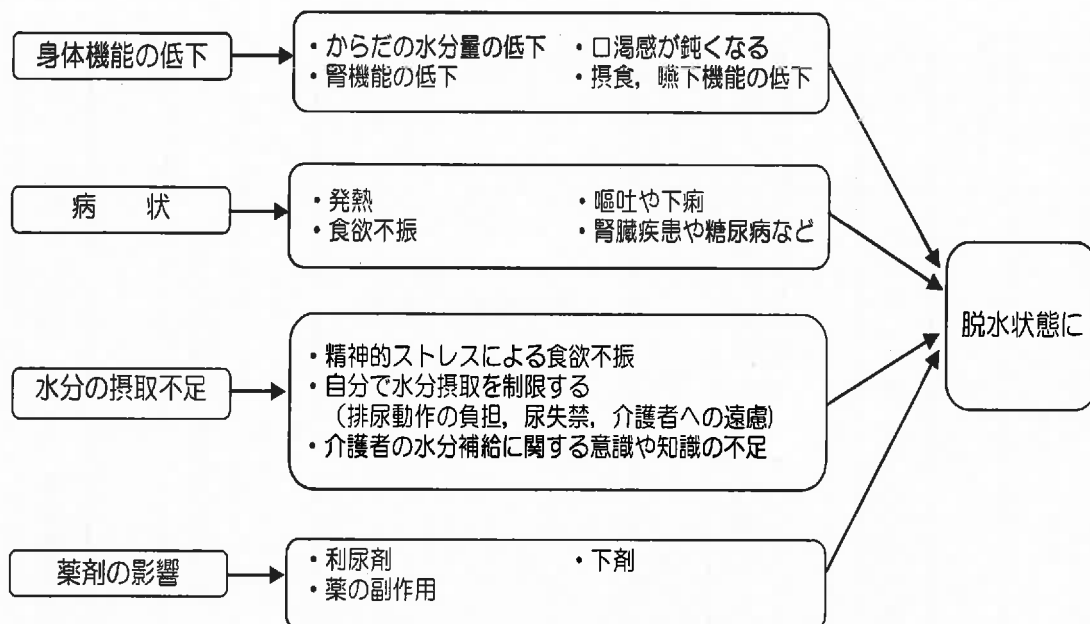 身体機能の低下
・からだの水分量の低下 ・口渇感が鈍くなる
・腎機能の低下 ・摂食，嚥下機能の低下
病 状
・発熱 ・嘔吐や下痢
・食欲不振 ・腎臓疾患や糖尿病など
脱水状態に
水分の摂取不足
・精神的ストレスによる食欲不振
・自分で水分摂取を制限する
（排尿動作の負担，尿失禁，介護者への遠慮）
・介護者の水分補給に関する意識や知識の不足
薬剤の影響
・利尿剤 ・下剤
・薬の副作用